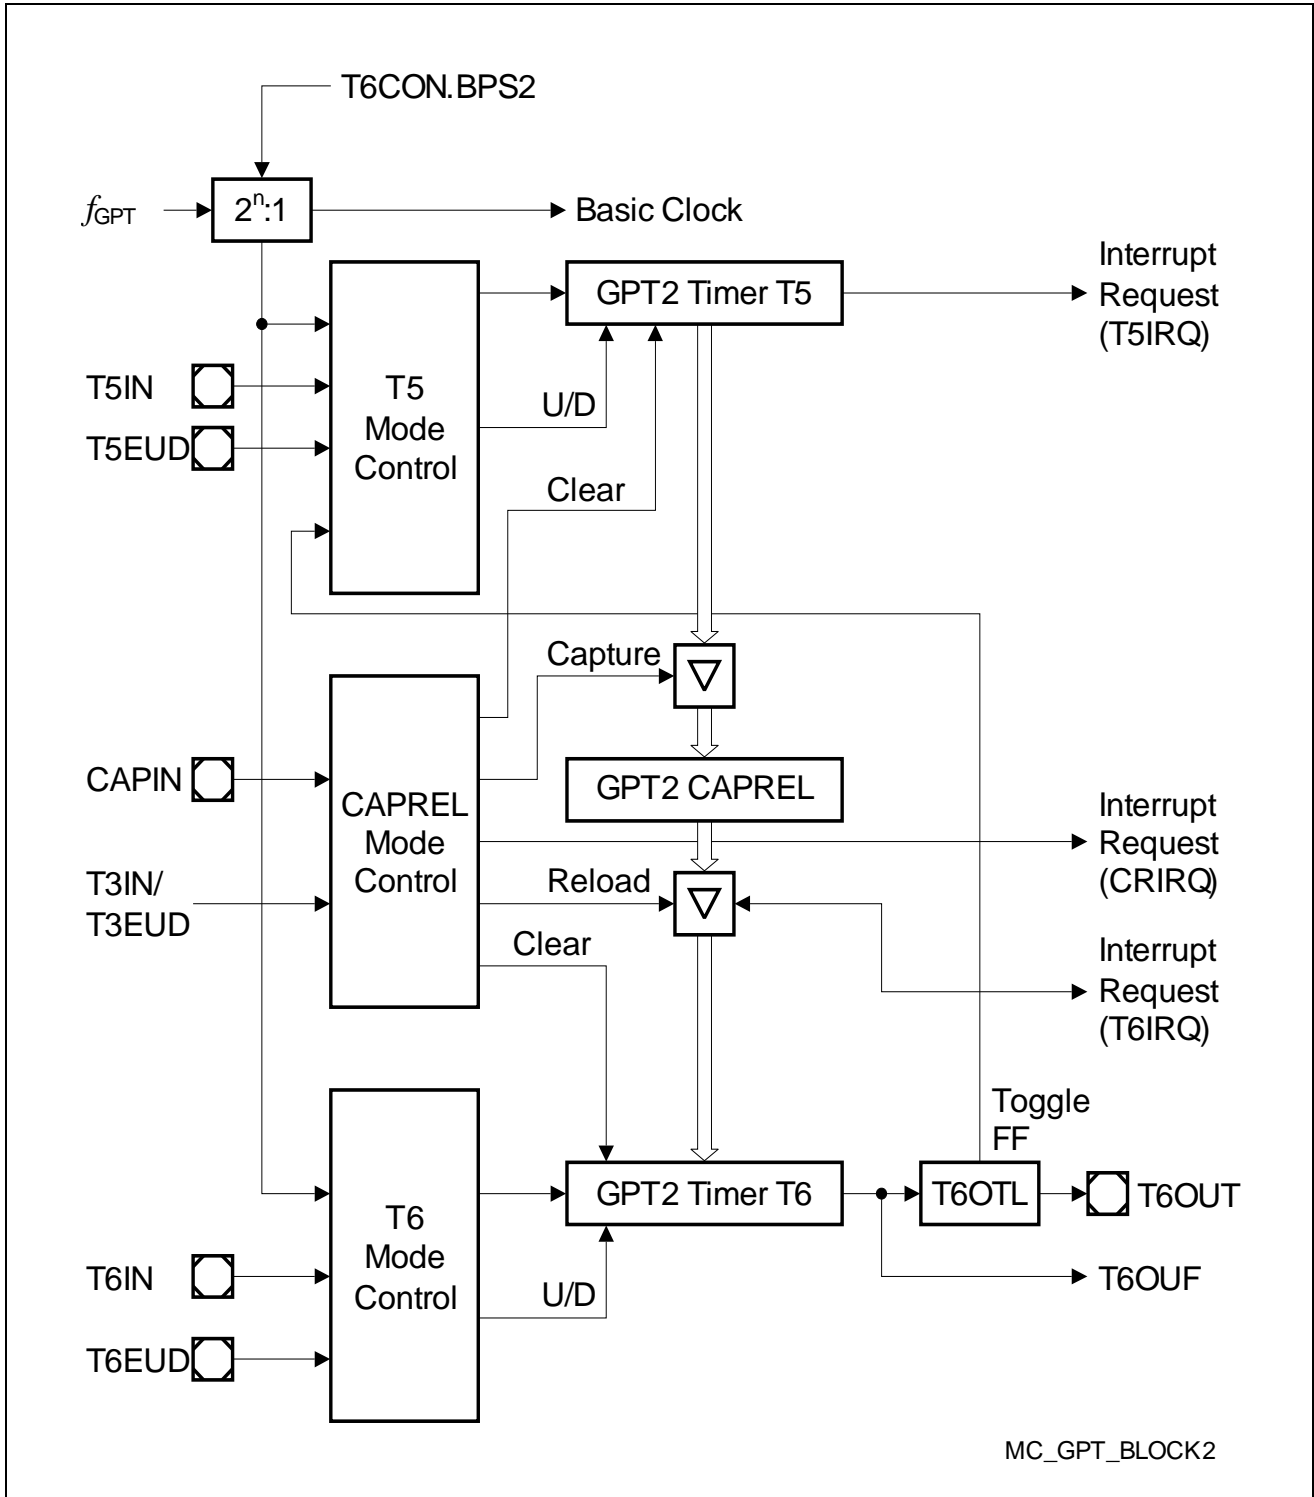 T6CON.BPS2
fGPT
2ⁿ:1
Basic Clock
Interrupt
Request
(T5IRQ)
GPT2 Timer T5
T5IN
T5EUD
T5
Mode
Control
U/D
Clear
Capture
CAPIN
T3IN/
T3EUD
CAPREL
Mode
Control
GPT2 CAPREL
Interrupt
Request
(CRIRQ)
Reload
Clear
Interrupt
Request
(T6IRQ)
Toggle
FF
GPT2 Timer T6
T6OTL
T6OUT
T6
Mode
Control
T6IN
T6EUD
U/D
T6OUF
MC_GPT_BLOCK2